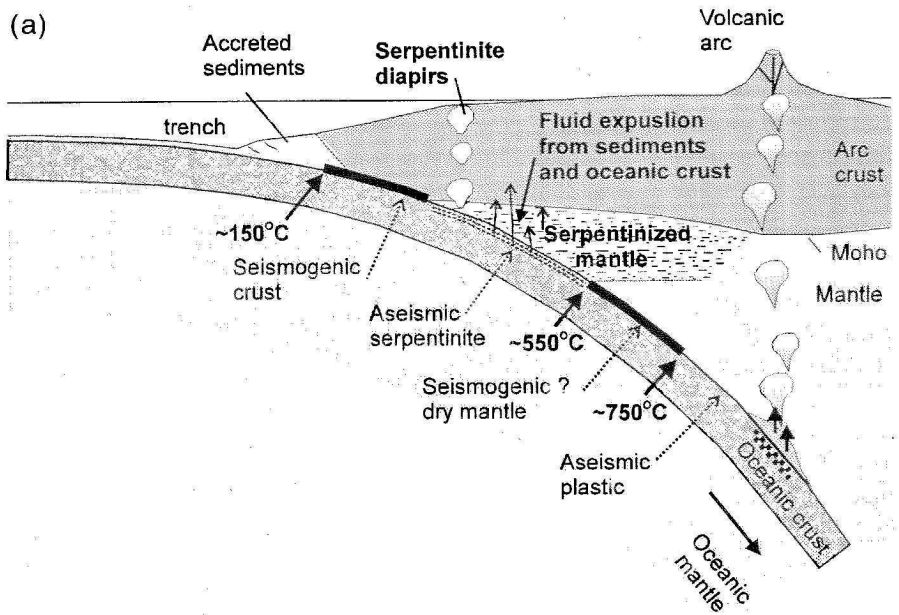 (a)
Volcanic
arc
Accreted
sediments
Serpentinite
diapirs
trench
Fluid expuslion
from sediments
and oceanic crust
Arc
crust
~150°C
Serpentinized
mantle
Moho
Seismogenic
crust
Mantle
Aseismic
serpentinite
~550°C
Seismogenic ?
dry mantle
~750°C
Aseismic
plastic
Oceanic crust
Oceanic
mantle